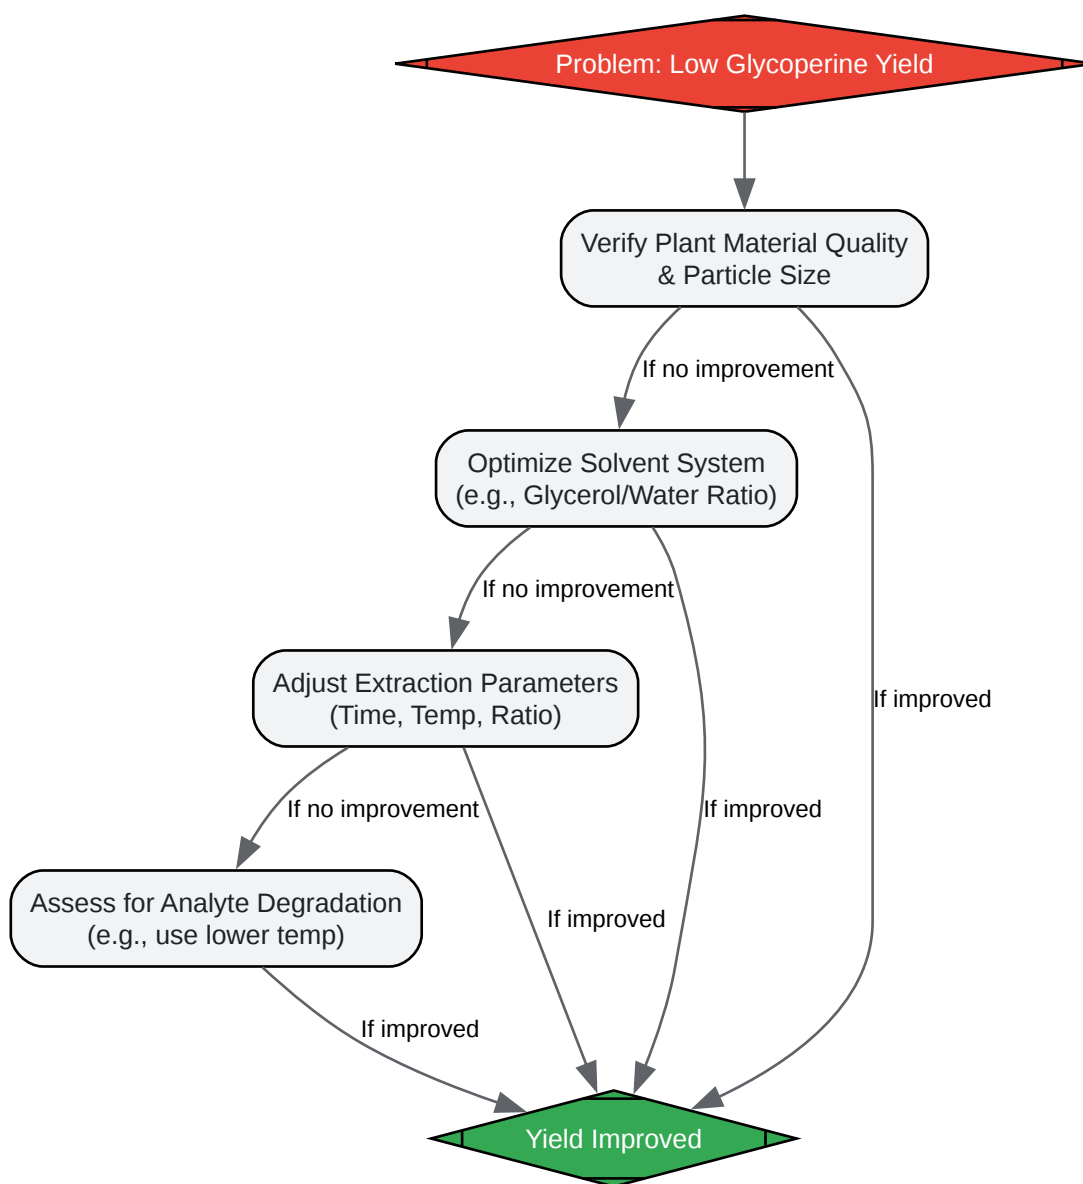 Problem: Low Glycoperine Yield
Verify Plant Material Quality
& Particle Size
If no improvement
Optimize Solvent System
(e.g., Glycerol/Water Ratio)
If no improvement
Adjust Extraction Parameters
(Time, Temp, Ratio)
If improved
If no improvement
If improved
Assess for Analyte Degradation
(e.g., use lower temp)
If improved
If improved
Yield Improved